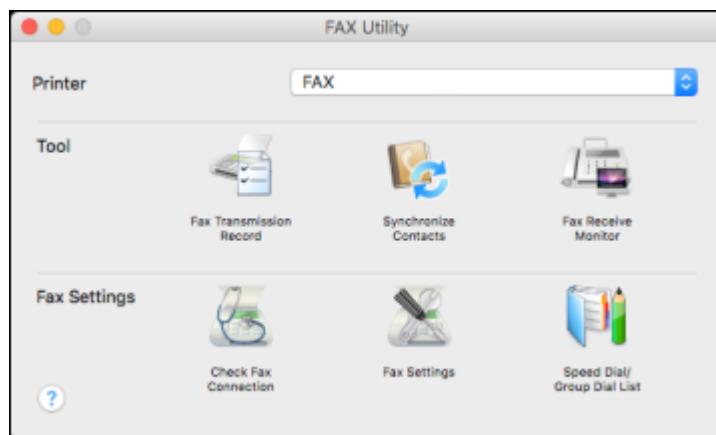 FAX Utility
Printer
FAX
Tool
Fax Transmission
Record
Synchronize
Contacts
Fax Receive
Monitor
Fax Settings
Check Fax
Connection
Fax Settings
Speed Dial/
Group Dial List
?